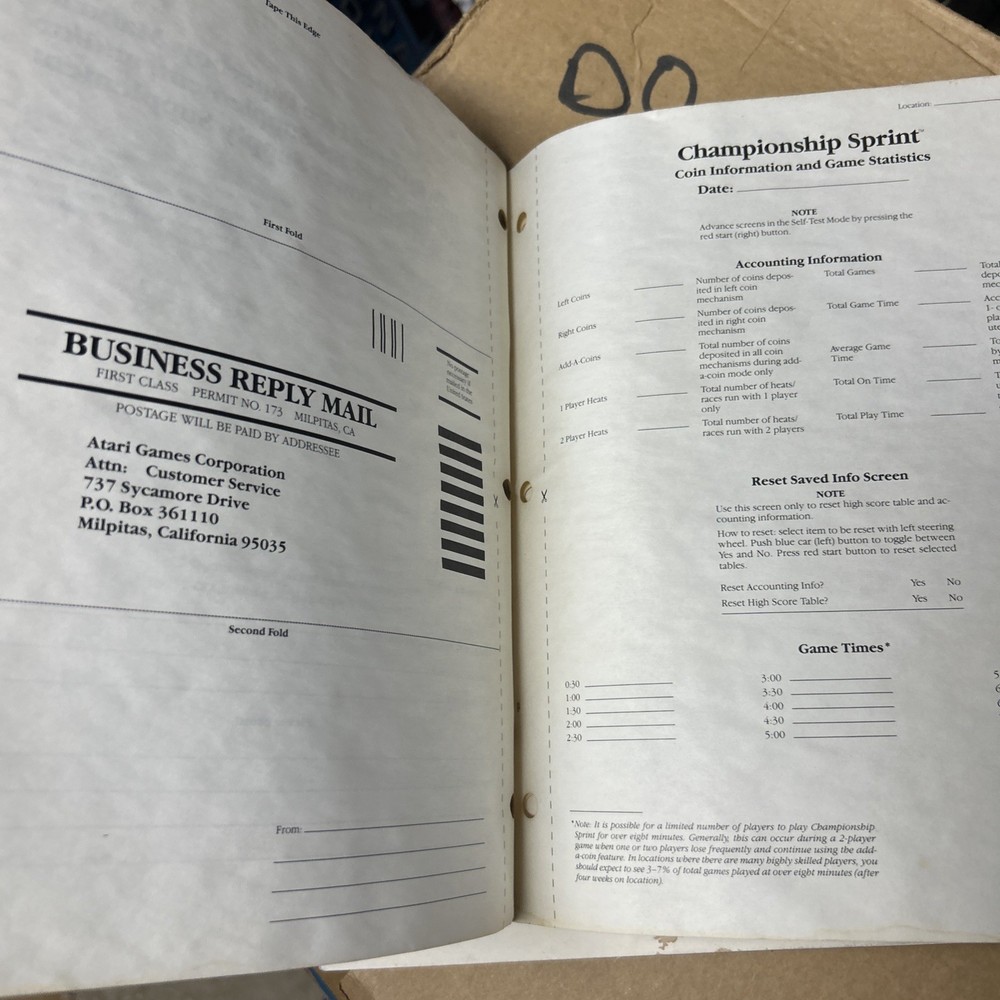 Tape This Edge
First Fold
No postage
necessary if
mailed in the
United States
BUSINESS REPLY MAIL
FIRST CLASS PERMIT NO. 173 MILPITAS, CA
POSTAGE WILL BE PAID BY ADDRESSEE
Atari Games Corporation
Attn: Customer Service
737 Sycamore Drive
P.O. Box 361110
Milpitas, California 95035
Second Fold
From:
DO
Location:
Championship Sprint™
Coin Information and Game Statistics
Date:
NOTE
Advance screens in the Self-Test Mode by pressing the
red start (right) button.
Accounting Information
Left Coins
Number of coins depos-
ited in left coin
mechanism
Right Coins
Number of coins depos-
ited in right coin
mechanism
Add-A-Coins
Total number of coins
deposited in all coin
mechanisms during add-
a-coin mode only
1 Player Heats
Total number of heats/
races run with 1 player
only
2 Player Heats
Total number of heats/
races run with 2 players
Total Games
Total Game Time
Average Game
Time
Total On Time
Total Play Time
Reset Saved Info Screen
NOTE
Use this screen only to reset high score table and ac-
counting information.
How to reset: select item to be reset with left steering
wheel. Push blue car (left) button to toggle between
Yes and No. Press red start button to reset selected
tables.
Reset Accounting Info? Yes No
Reset High Score Table? Yes No
Game Times*
0:30
1:00
1:30
2:00
2:30
3:00
3:30
4:00
4:30
5:00
*Note: It is possible for a limited number of players to play Championship
Sprint for over eight minutes. Generally, this can occur during a 2-player
game when one or two players lose frequently and continue using the add-
a-coin feature. In locations where there are many highly skilled players, you
should expect to see 3–7% of total games played at over eight minutes (after
four weeks on location).